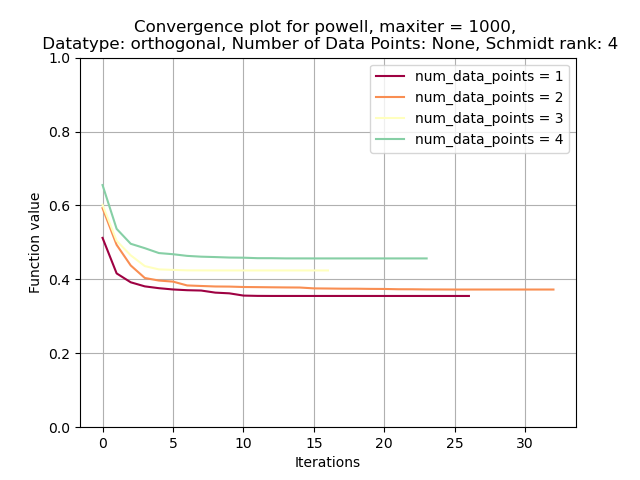 Convergence plot for powell, maxiter = 1000,
Datatype: orthogonal, Number of Data Points: None, Schmidt rank: 4
1.0
0.8
0.6
0.4
0.2
0.0
Function value
num_data_points = 1
num_data_points = 2
num_data_points = 3
num_data_points = 4
0 5 10 15 20 25 30
Iterations